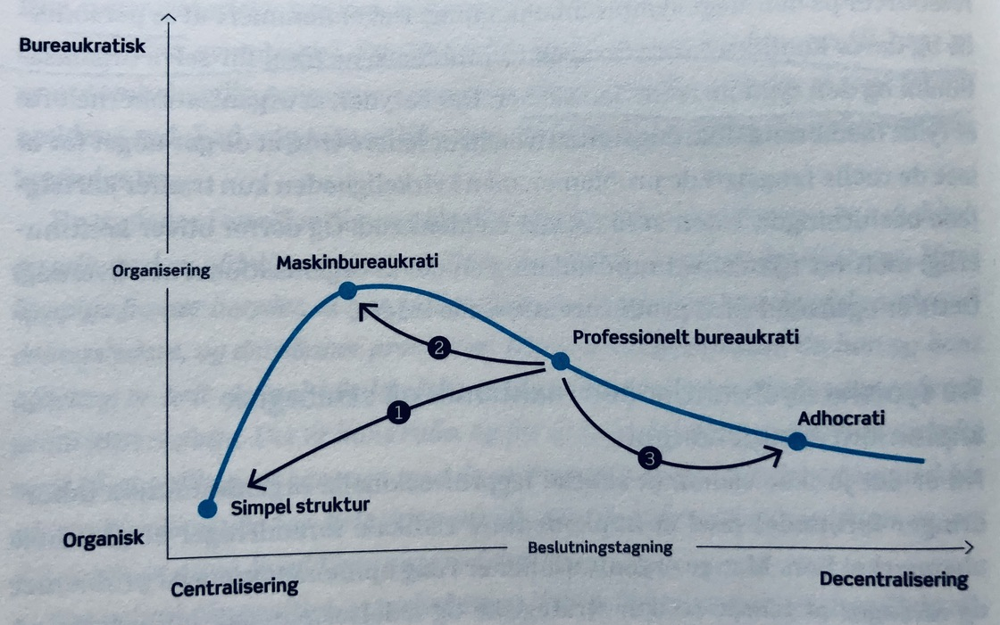 Bureaukratisk
Organisering
Maskinbureaukrati
Professionelt bureaukrati
2
1
Adhocrati
3
Simpel struktur
Organisk
Beslutningstagning
Centralisering
Decentralisering